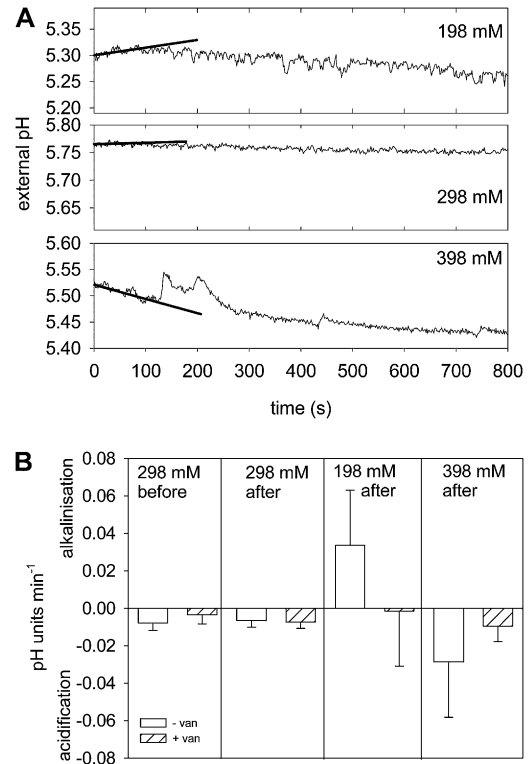 A
5.35
5.30
5.25
5.20
198 mM
5.80
5.75
5.70
5.65
298 mM
external pH
5.60
5.55
5.50
5.45
5.40
398 mM
0 100 200 300 400 500 600 700 800
time (s)
B
0.08
0.06
0.04
0.02
0.00
-0.02
-0.04
-0.06
-0.08
alkalinisation
pH units min-1
acidification
298 mM
before
298 mM
after
198 mM
after
398 mM
after
- van
+ van